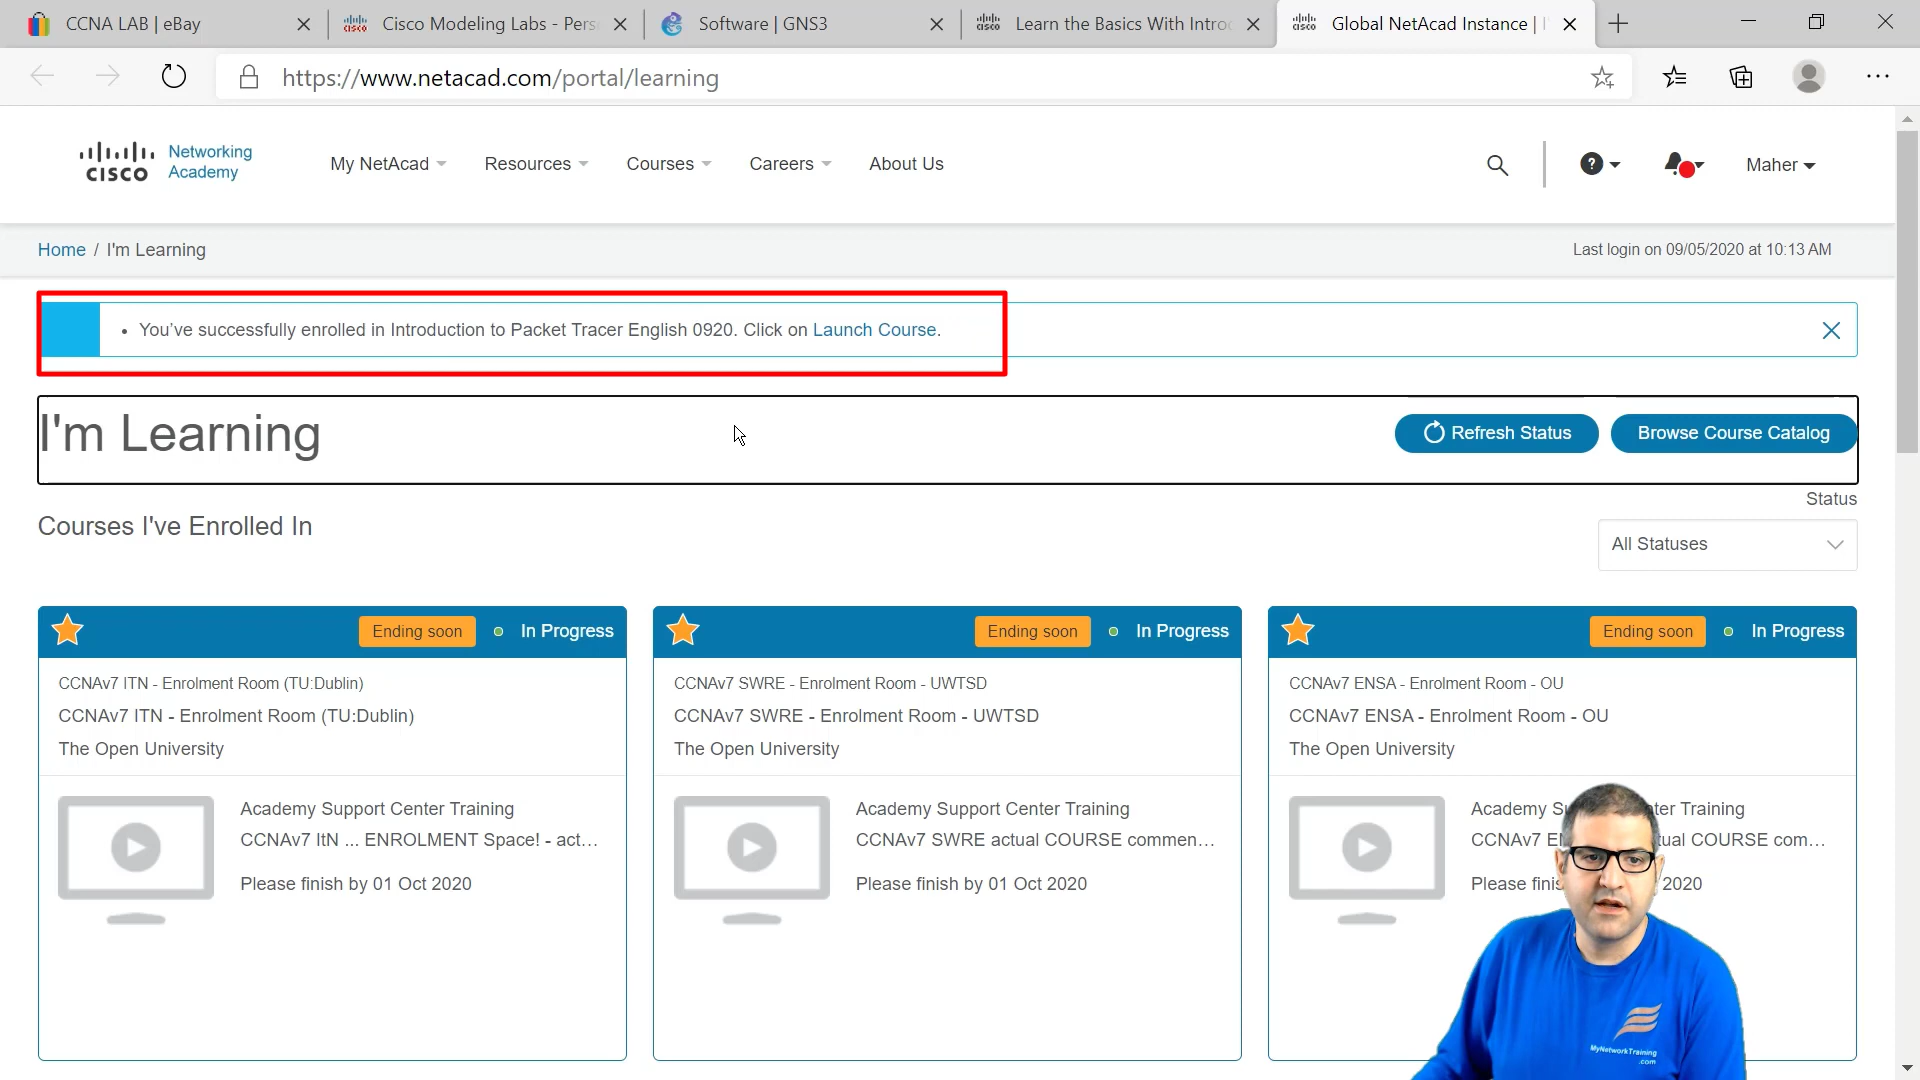 CCNA LAB | eBay
Cisco Modeling Labs - Pers
Software | GNS3
Learn the Basics With Introd
Global NetAcad Instance |
https://www.netacad.com/portal/learning
cisco Networking Academy
My NetAcad
Resources
Courses
Careers
About Us
Maher
Home / I'm Learning
Last login on 09/05/2020 at 10:13 AM
You've successfully enrolled in Introduction to Packet Tracer English 0920. Click on Launch Course.
I'm Learning
Refresh Status
Browse Course Catalog
Status
Courses I've Enrolled In
All Statuses
Ending soon
In Progress
CCNAv7 ITN - Enrolment Room (TU:Dublin)
CCNAv7 ITN - Enrolment Room (TU:Dublin)
The Open University
Academy Support Center Training
CCNAv7 ItN ... ENROLMENT Space! - act...
Please finish by 01 Oct 2020
Ending soon
In Progress
CCNAv7 SWRE - Enrolment Room - UWTSD
CCNAv7 SWRE - Enrolment Room - UWTSD
The Open University
Academy Support Center Training
CCNAv7 SWRE actual COURSE commen...
Please finish by 01 Oct 2020
Ending soon
In Progress
CCNAv7 ENSA - Enrolment Room - OU
CCNAv7 ENSA - Enrolment Room - OU
The Open University
Academy S ter Training
CCNAv7 E tual COURSE com...
Please finis 2020
MyNetworkTraining
.com